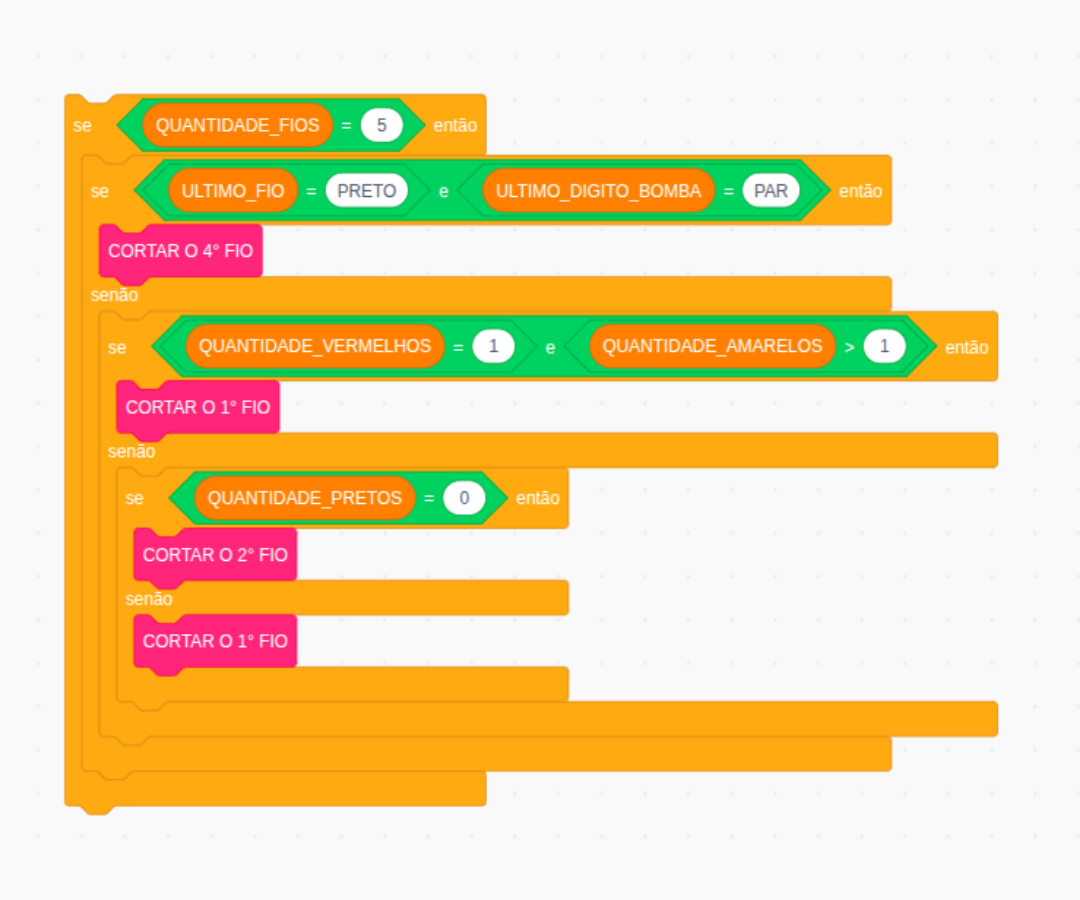 se QUANTIDADE_FIOS = 5 então
se ULTIMO_FIO = PRETO e ULTIMO_DIGITO_BOMBA = PAR então
CORTAR O 4° FIO
senão
se QUANTIDADE_VERMELHOS = 1 e QUANTIDADE_AMARELOS > 1 então
CORTAR O 1° FIO
senão
se QUANTIDADE_PRETOS = 0 então
CORTAR O 2° FIO
senão
CORTAR O 1° FIO